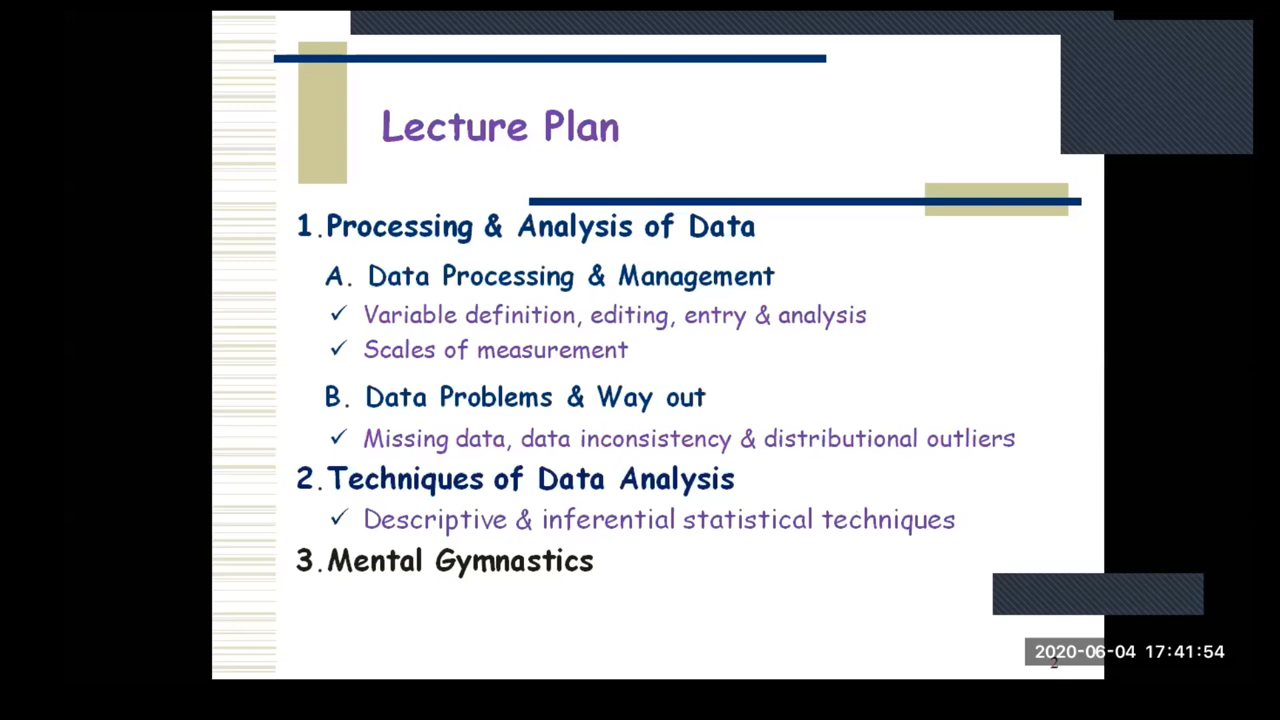 Lecture Plan
1.Processing & Analysis of Data
A. Data Processing & Management
✓ Variable definition, editing, entry & analysis
✓ Scales of measurement
B. Data Problems & Way out
✓ Missing data, data inconsistency & distributional outliers
2.Techniques of Data Analysis
✓ Descriptive & inferential statistical techniques
3.Mental Gymnastics
2020-06-04 17:41:54
2